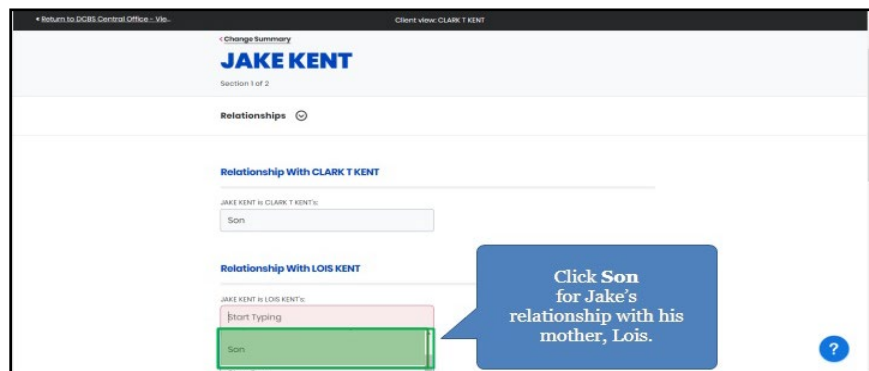 ◂ Return to DCBS Central Office - Vie...
Client view: CLARK T KENT
‹ Change Summary
JAKE KENT
Section 1 of 2
Relationships
Relationship With CLARK T KENT
JAKE KENT is CLARK T KENT's:
Son
Relationship With LOIS KENT
JAKE KENT is LOIS KENT's:
Start Typing
Son
Click Son
for Jake's
relationship with his
mother, Lois.
?